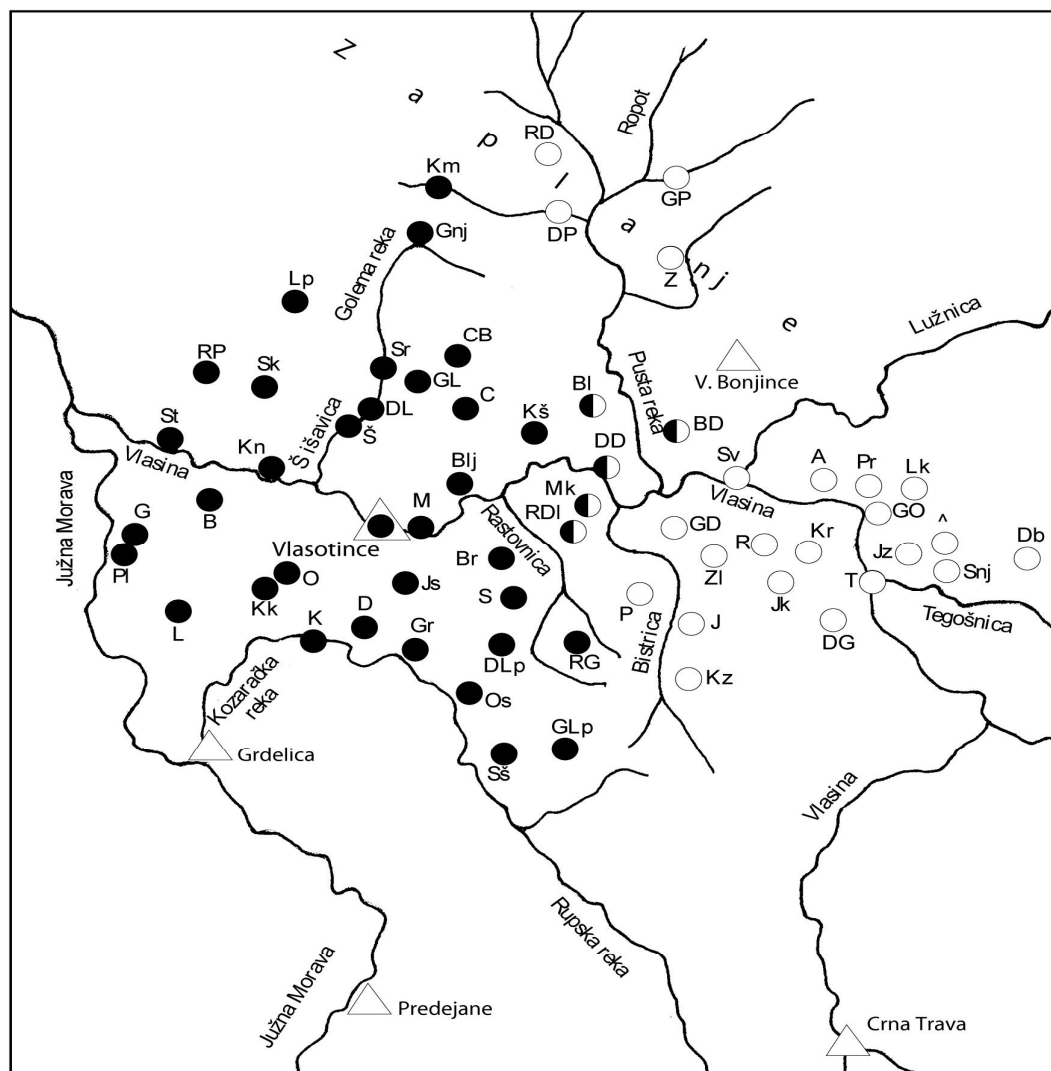 Zaplanje
Ropot
RD
Km
GP
DP
Gnj
Golema reka
Z
Lp
Lužnica
CB
RP
Sk
Sr
GL
V. Bonjince
Pusta reka
Bl
C
DL
Š
Kš
BD
St
Šišavica
Vlasina
Kn
DD
Sv
A
Pr
Lk
Blj
Vlasina
Mk
GO
^
B
M
Rastovnica
RDl
GD
G
Južna Morava
Vlasotince
R
Kr
Jz
Db
Pl
Br
Zl
Snj
O
Js
T
Kk
S
P
Jk
Tegošnica
L
K
D
Gr
J
DG
DLp
RG
Bistrica
Kz
Kozaračka
reka
Os
GLp
Grdelica
Sš
Vlasina
Rupska reka
Južna Morava
Predejane
Crna Trava